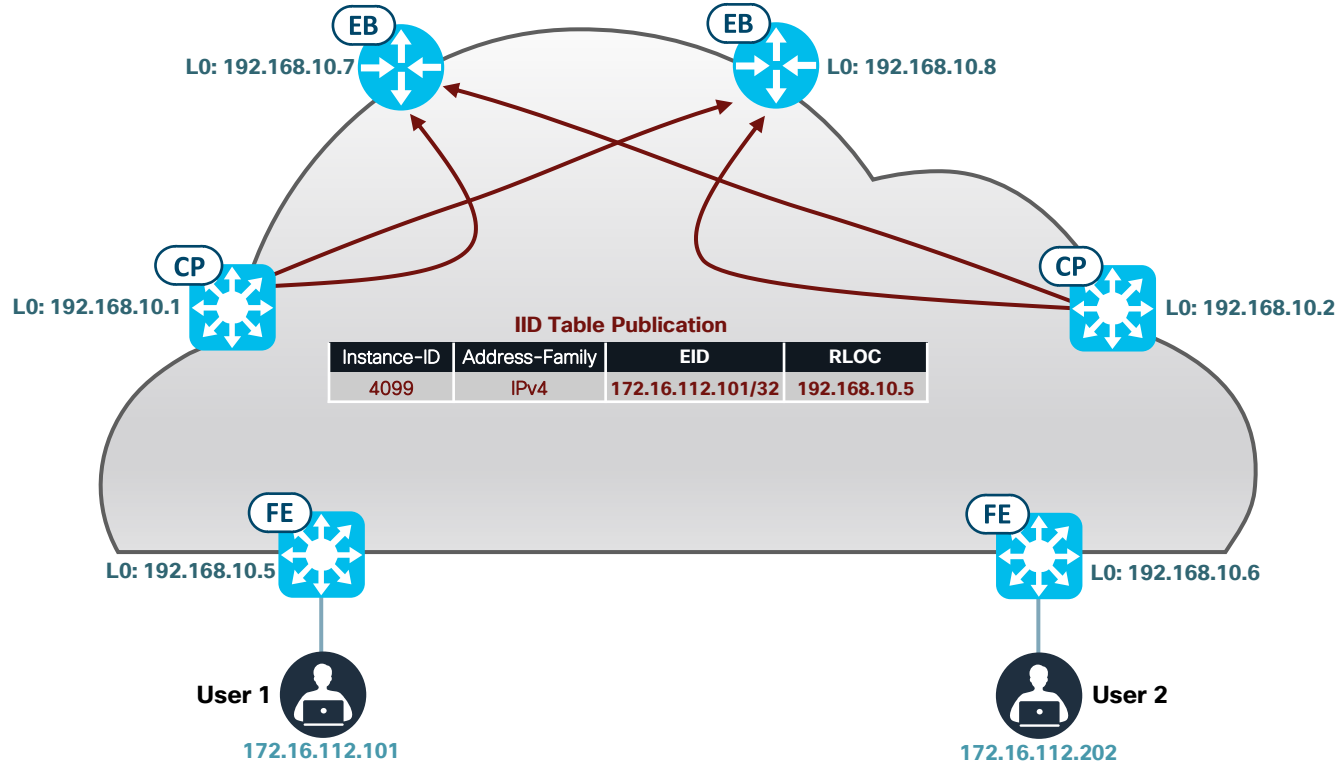 EB
EB
L0: 192.168.10.7
L0: 192.168.10.8
CP
CP
L0: 192.168.10.1
L0: 192.168.10.2
IID Table Publication
Instance-ID Address-Family EID RLOC
4099 IPv4 172.16.112.101/32 192.168.10.5
FE
FE
L0: 192.168.10.5
L0: 192.168.10.6
User 1
User 2
172.16.112.101
172.16.112.202